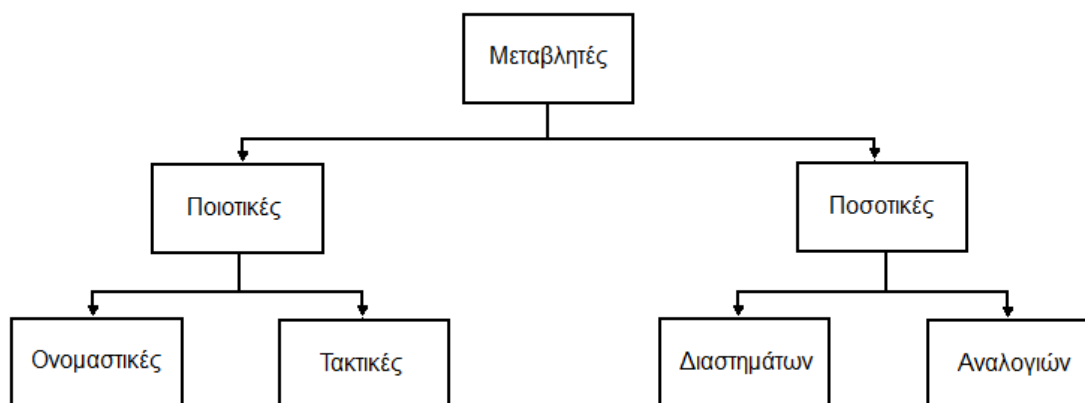 Μεταβλητές
Ποιοτικές
Ποσοτικές
Ονομαστικές
Τακτικές
Διαστημάτων
Αναλογιών